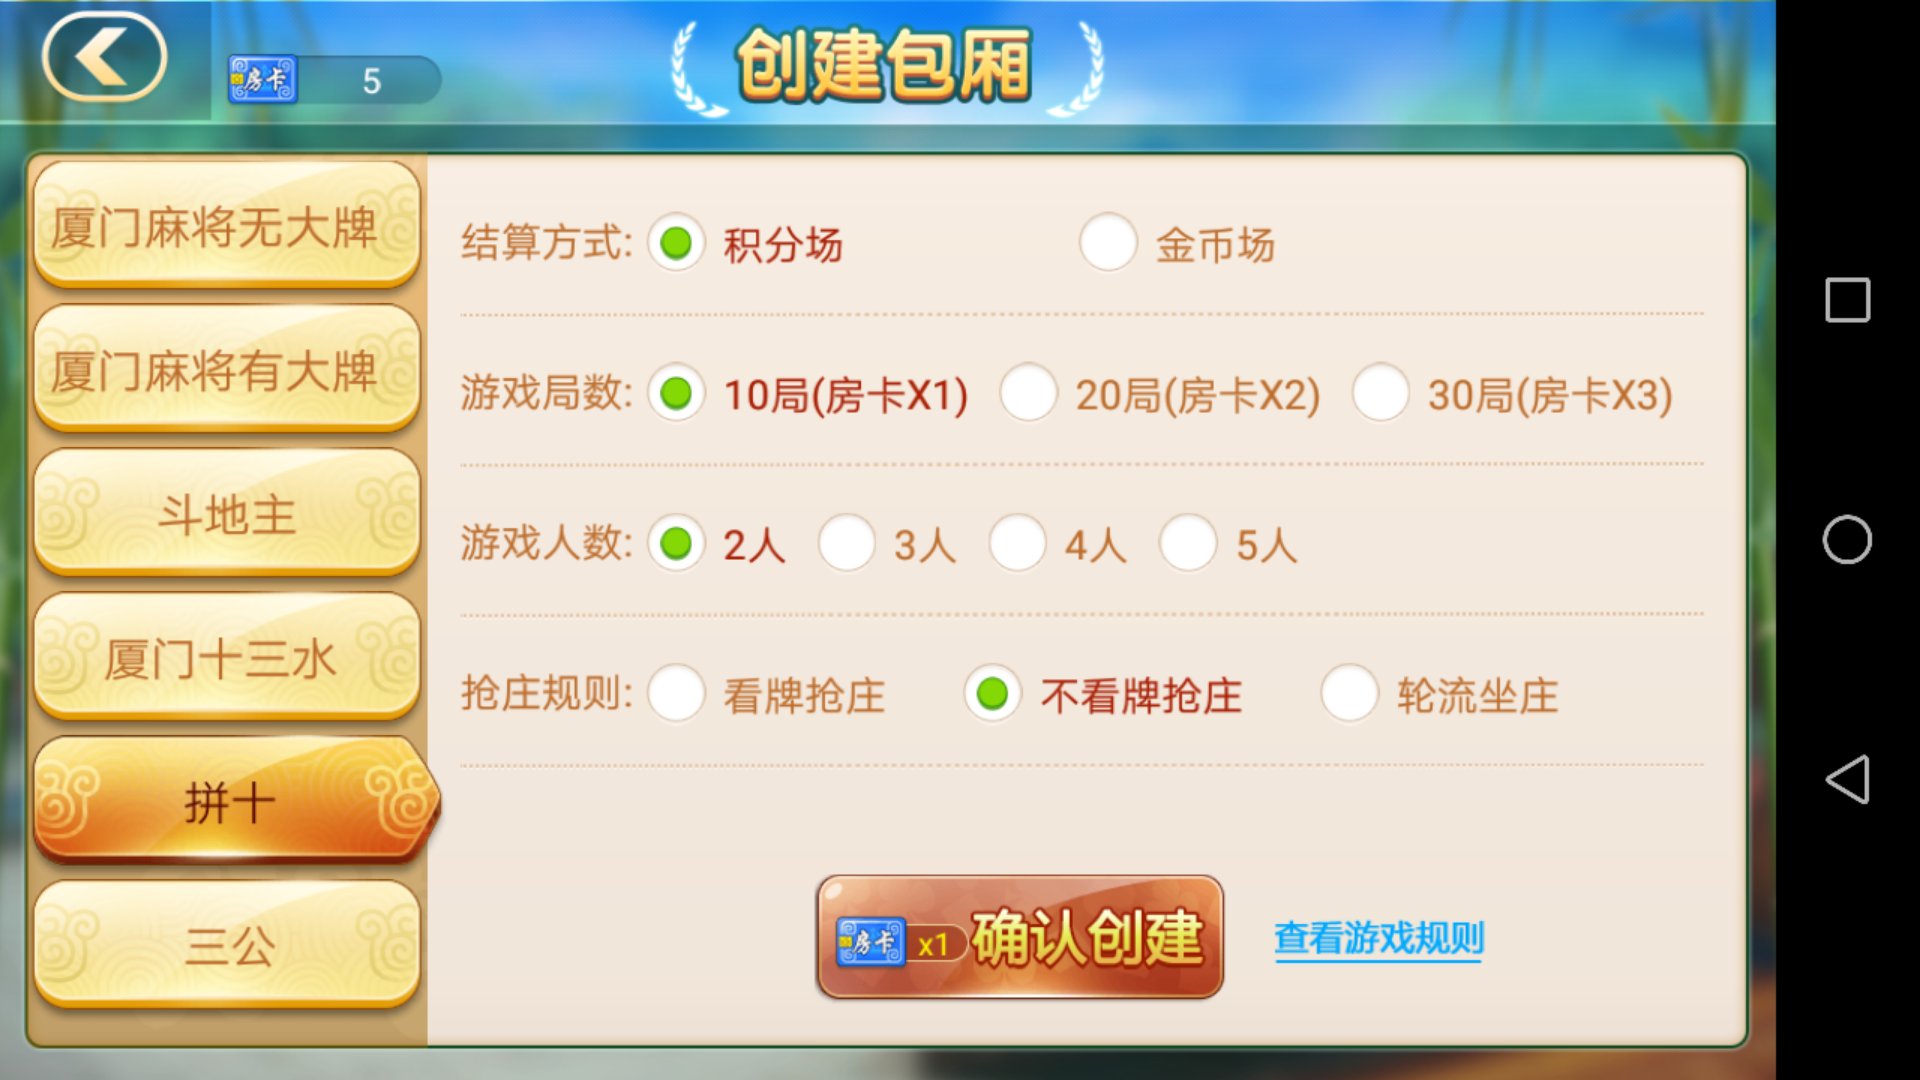 房卡 5
创建包厢
厦门麻将无大牌
厦门麻将有大牌
斗地主
厦门十三水
拼十
三公
结算方式: 积分场 金币场
游戏局数: 10局(房卡X1) 20局(房卡X2) 30局(房卡X3)
游戏人数: 2人 3人 4人 5人
抢庄规则: 看牌抢庄 不看牌抢庄 轮流坐庄
房卡 x1 确认创建
查看游戏规则